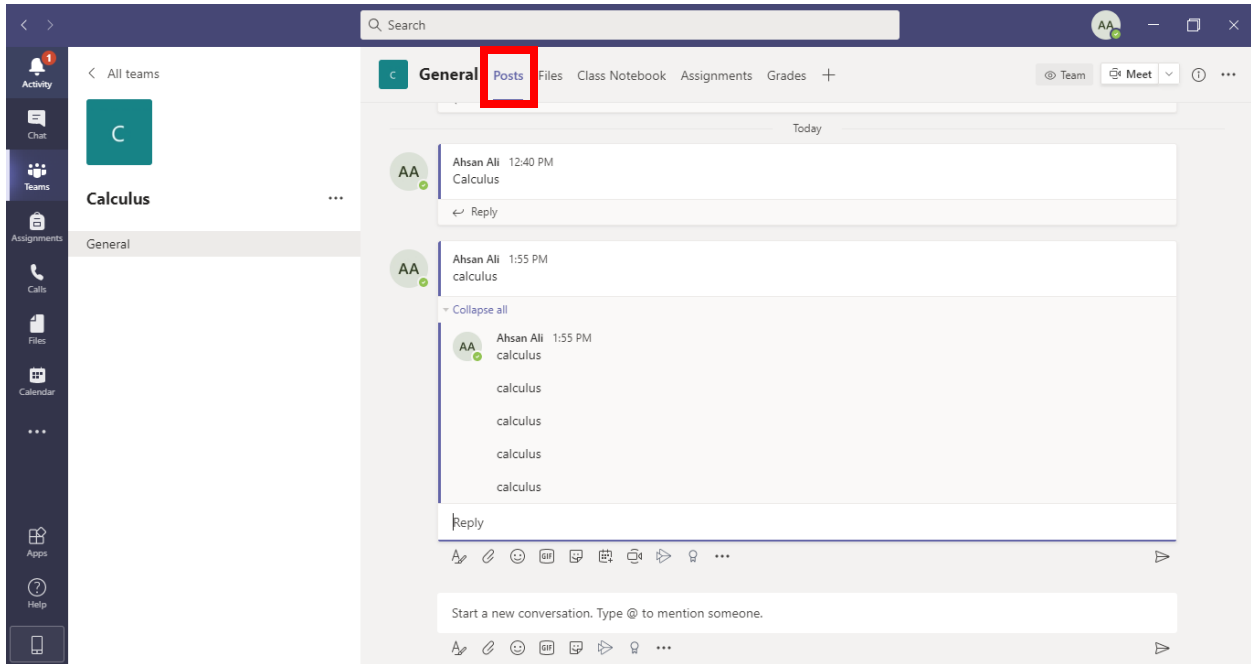 Search
AA
1
Activity
Chat
Teams
Assignments
Calls
Files
Calendar
Apps
Help
All teams
C
Calculus
General
C General Posts Files Class Notebook Assignments Grades
Team Meet
Today
AA
Ahsan Ali 12:40 PM
Calculus
Reply
AA
Ahsan Ali 1:55 PM
calculus
Collapse all
AA
Ahsan Ali 1:55 PM
calculus
calculus
calculus
calculus
calculus
Reply
GIF
Start a new conversation. Type @ to mention someone.
GIF